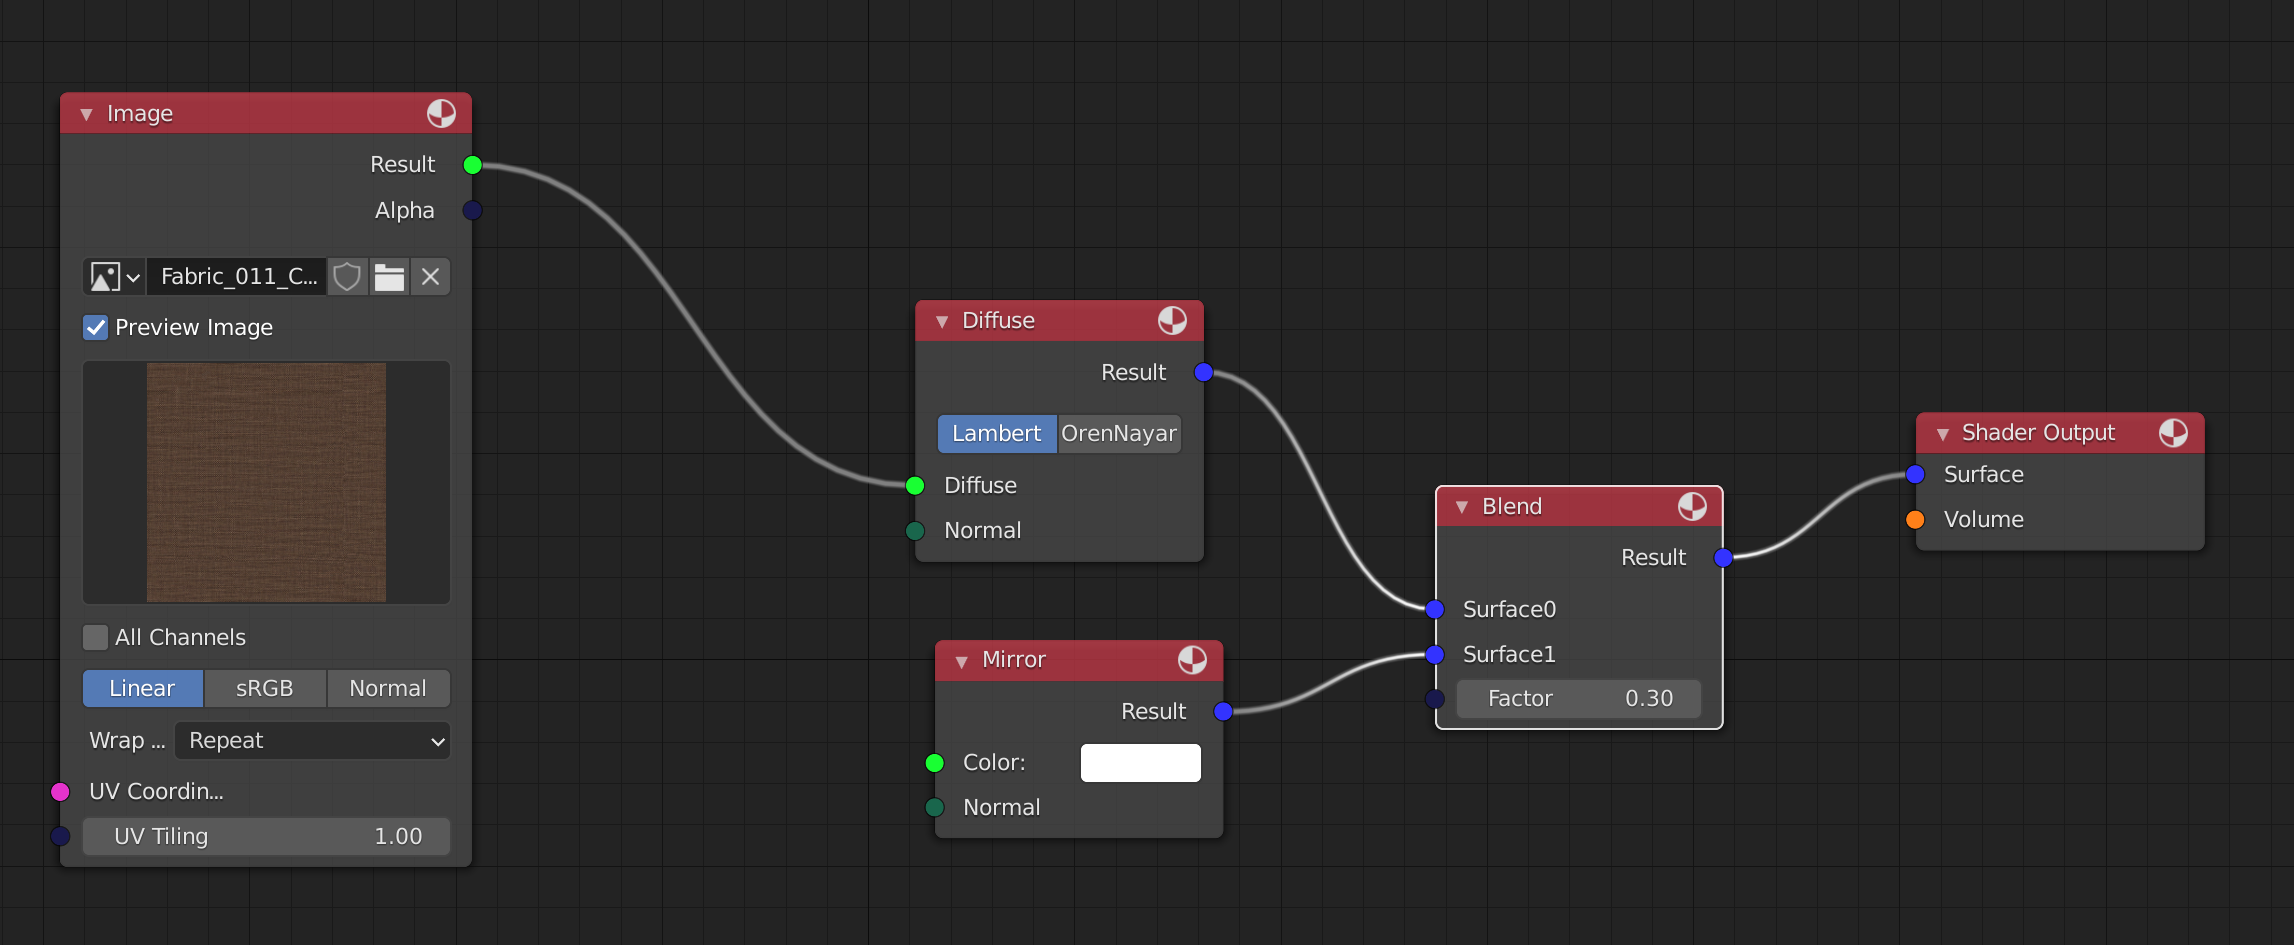 Image
Result
Alpha
Fabric_011_C...
Preview Image
All Channels
Linear sRGB Normal
Wrap ... Repeat
UV Coordin...
UV Tiling 1.00
Diffuse
Result
Lambert OrenNayar
Diffuse
Normal
Mirror
Result
Color:
Normal
Blend
Result
Surface0
Surface1
Factor 0.30
Shader Output
Surface
Volume